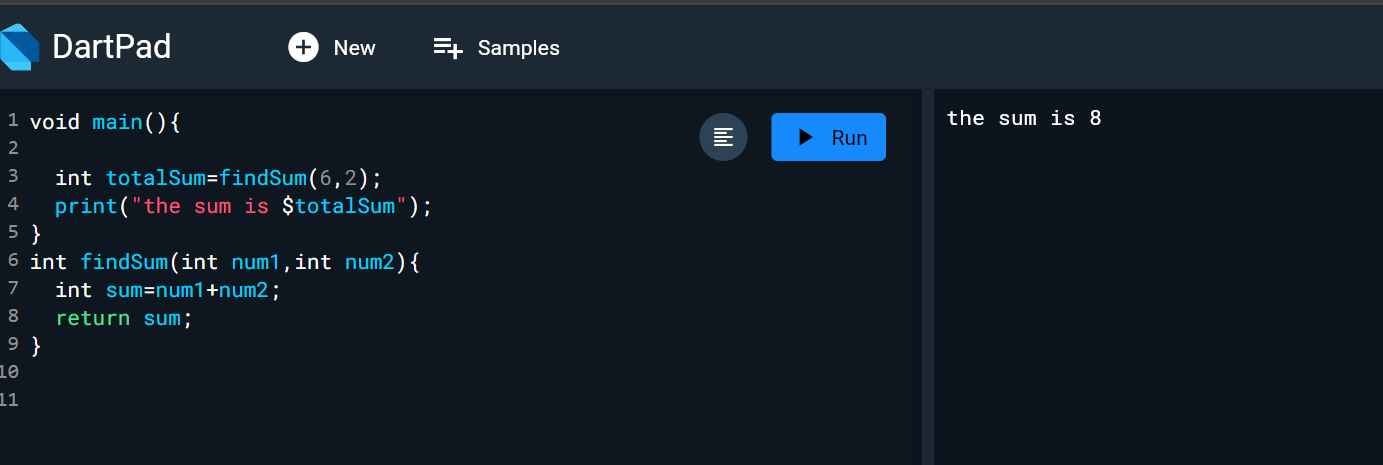 DartPad New Samples
1 void main(){
Run
2
3 int totalSum=findSum(6,2);
4 print("the sum is $totalSum");
5 }
6 int findSum(int num1,int num2){
7 int sum=num1+num2;
8 return sum;
9 }
10
11
the sum is 8